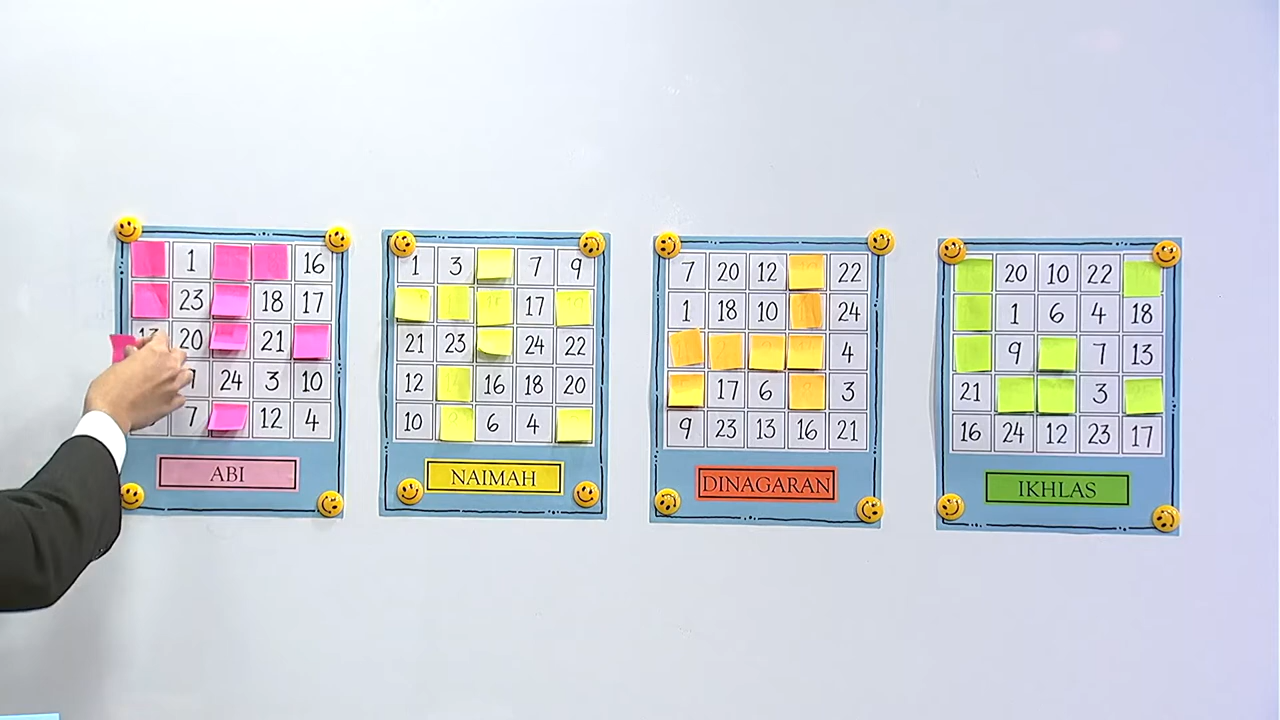 1 16
23 18 17
13 20 21
24 3 10
7 12 4
ABI
1 3 7 9
17
21 23 24 22
12 16 18 20
10 6 4
NAIMAH
7 20 12 22
1 18 10 24
4
17 6 3
9 23 13 16 21
DINAGARAN
20 10 22
1 6 4 18
9 7 13
21 3
16 24 12 23 17
IKHLAS